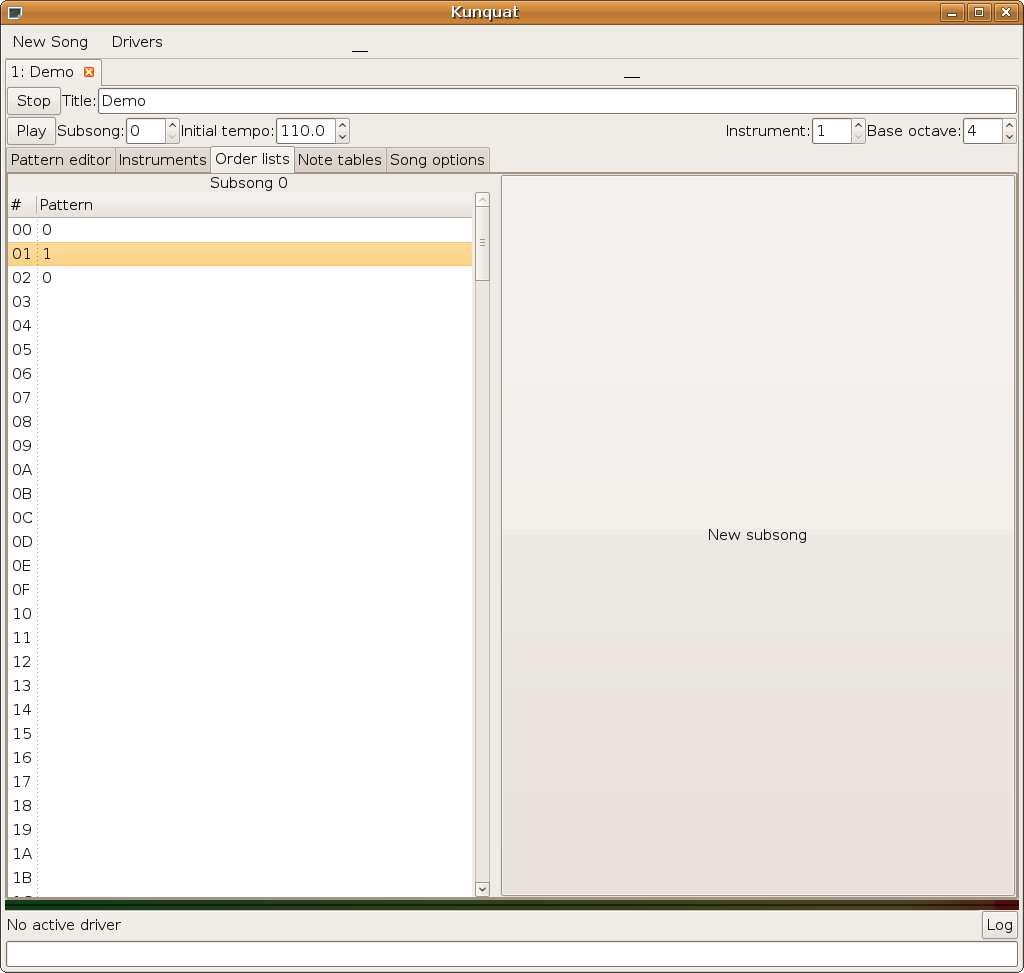 Kunquat
New Song Drivers
1: Demo
Stop Title: Demo
Play Subsong: 0 Initial tempo: 110.0 Instrument: 1 Base octave: 4
Pattern editor Instruments Order lists Note tables Song options
Subsong 0
# Pattern
00 0
01 1
02 0
03
04
05
06
07
08
09
0A
0B
0C
0D
0E
0F
10
11
12
13
14
15
16
17
18
19
1A
1B
New subsong
No active driver Log